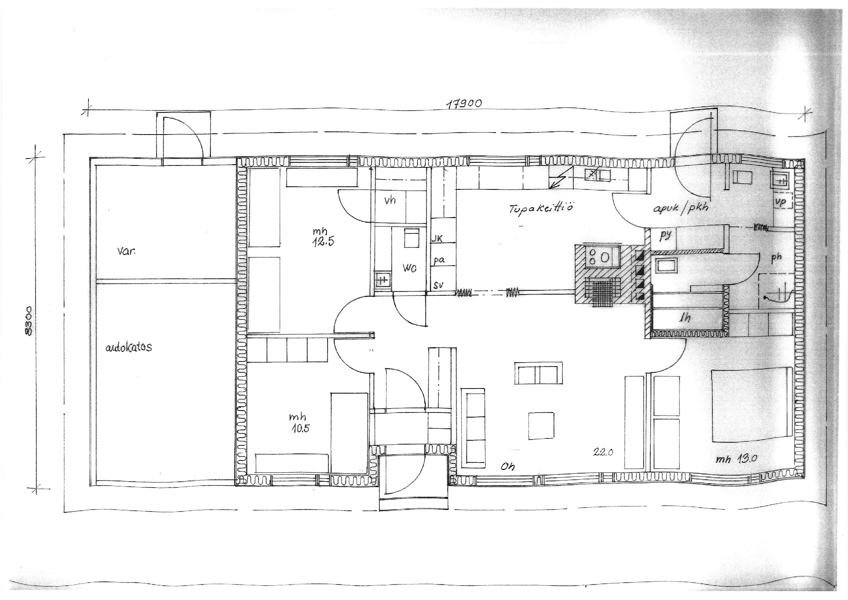 17900
8300
var.
autokatos
mh
12.5
vh
wc
JK
pa
sv
Tupakeittiö
apuk/pkh
py
vp
ph
lh
mh
10.5
oh
22.0
mh 13.0